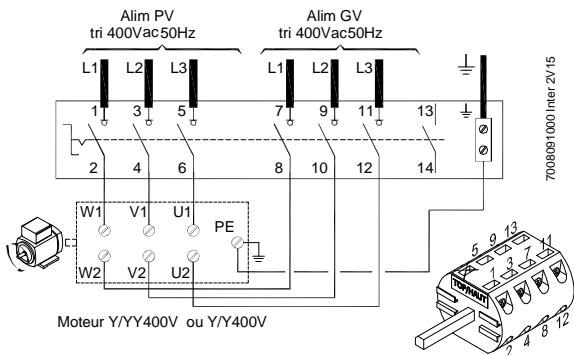 Alim PV
tri 400Vac50Hz
Alim GV
tri 400Vac50Hz
L1 L2 L3 L1 L2 L3
1 3 5 7 9 11 13
2 4 6 8 10 12 14
W1 V1 U1
PE
W2 V2 U2
Moteur Y/YY400V ou Y/Y400V
7008091000 Inter 2V15
5 9 13
1 3 7 11
TOP/HAUT
2 4 8 12